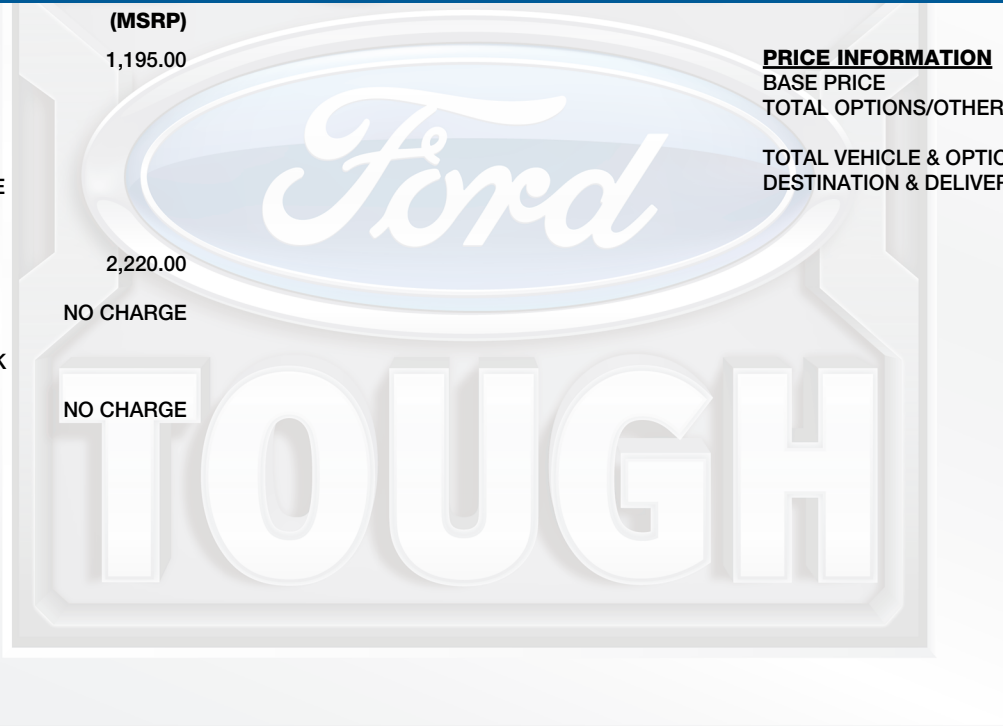 (MSRP)
1,195.00
E
2,220.00
NO CHARGE
K
NO CHARGE
PRICE INFORMATION
BASE PRICE
TOTAL OPTIONS/OTHER
TOTAL VEHICLE & OPTIO
DESTINATION & DELIVER
Ford
TOUGH